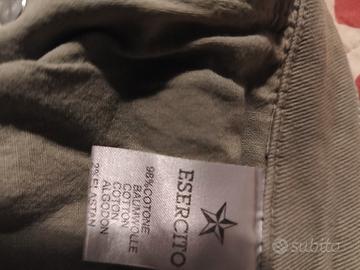 ESERCITO
98%COTONE
BAUMWOLLE
COTTON
COTON
ALGODON
2%ELASTAN
subito